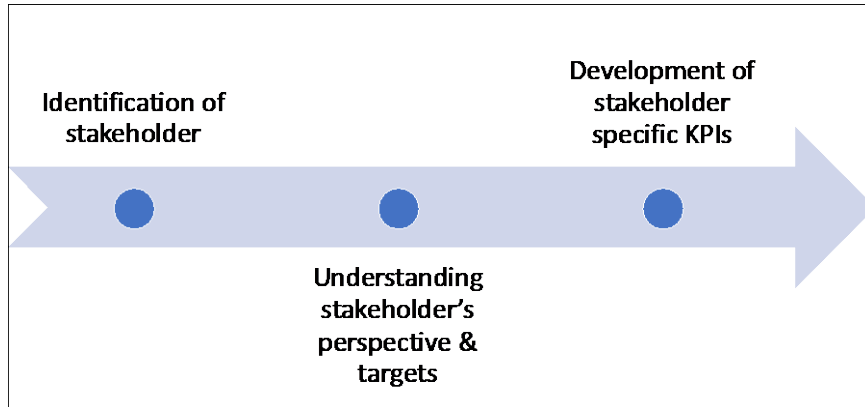 Identification of
stakeholder
Understanding
stakeholder’s
perspective &
targets
Development of
stakeholder
specific KPIs